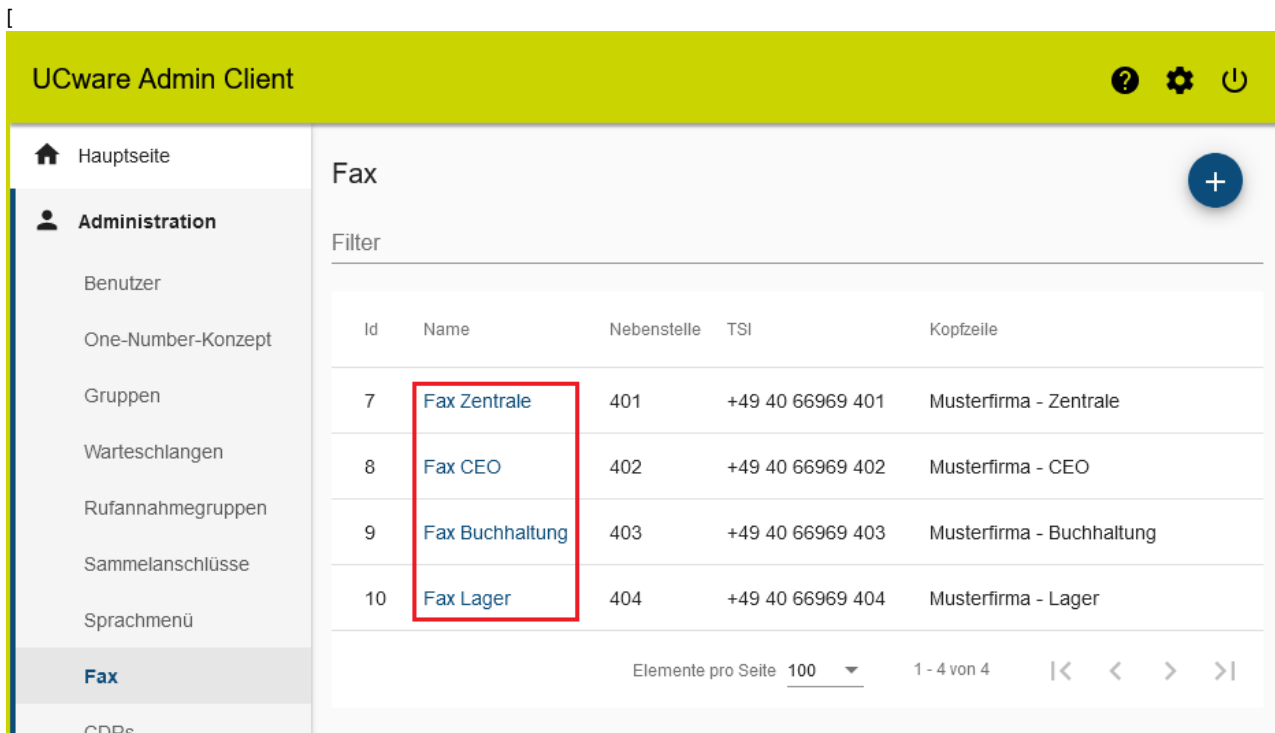 [
UCware Admin Client
Hauptseite
Administration
Benutzer
One-Number-Konzept
Gruppen
Warteschlangen
Rufannahmegruppen
Sammelanschlüsse
Sprachmenü
Fax
CDRs
Fax
Filter
Id Name Nebenstelle TSI Kopfzeile
7 Fax Zentrale 401 +49 40 66969 401 Musterfirma - Zentrale
8 Fax CEO 402 +49 40 66969 402 Musterfirma - CEO
9 Fax Buchhaltung 403 +49 40 66969 403 Musterfirma - Buchhaltung
10 Fax Lager 404 +49 40 66969 404 Musterfirma - Lager
Elemente pro Seite 100 1 - 4 von 4